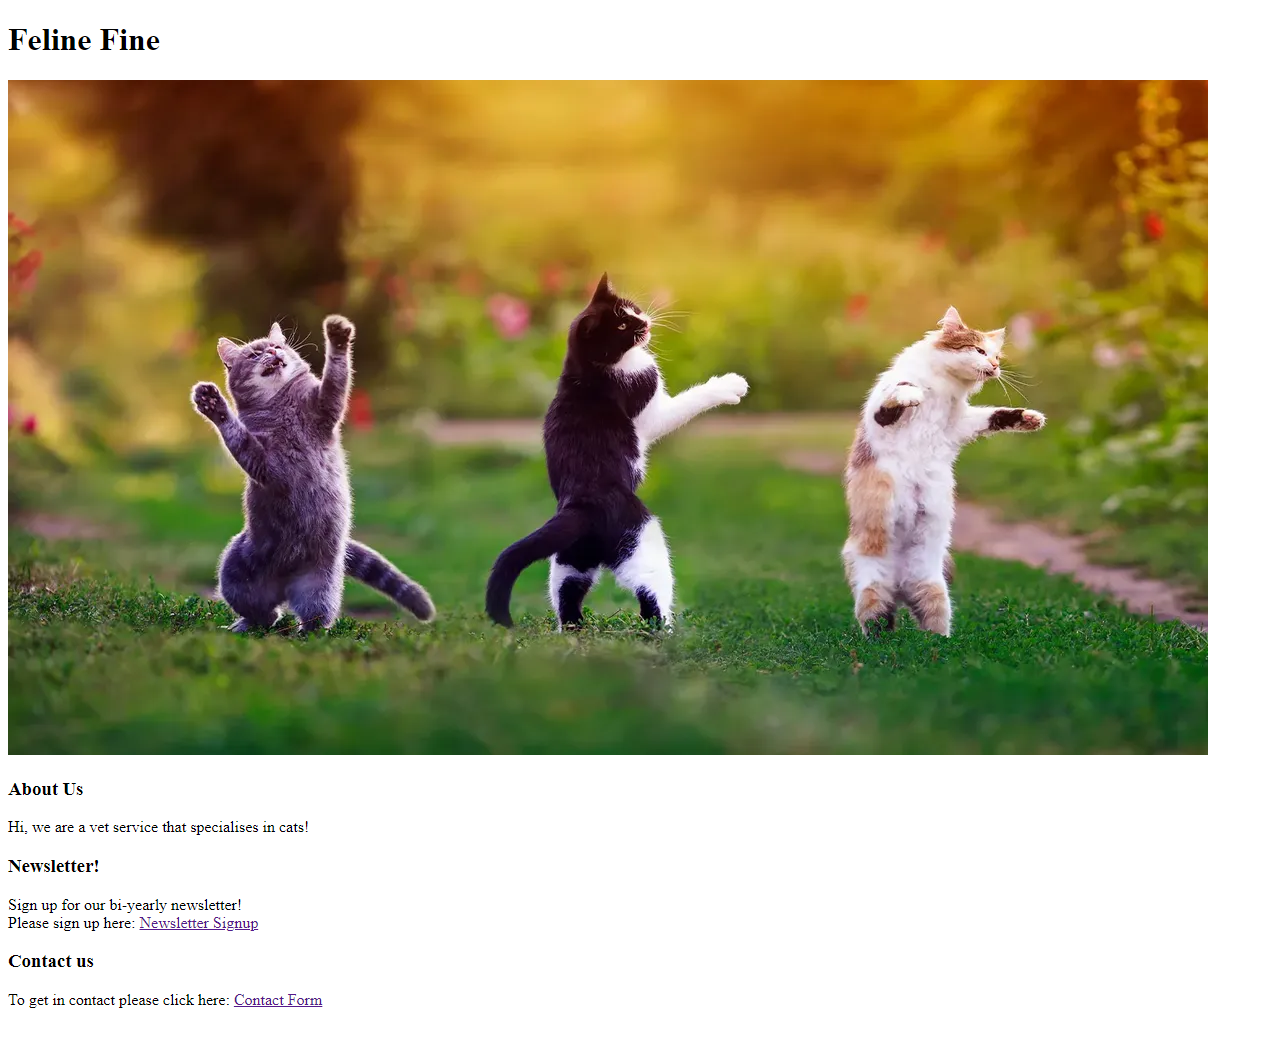 Feline Fine
About Us
Hi, we are a vet service that specialises in cats!
Newsletter!
Sign up for our bi-yearly newsletter!
Please sign up here: Newsletter Signup
Contact us
To get in contact please click here: Contact Form